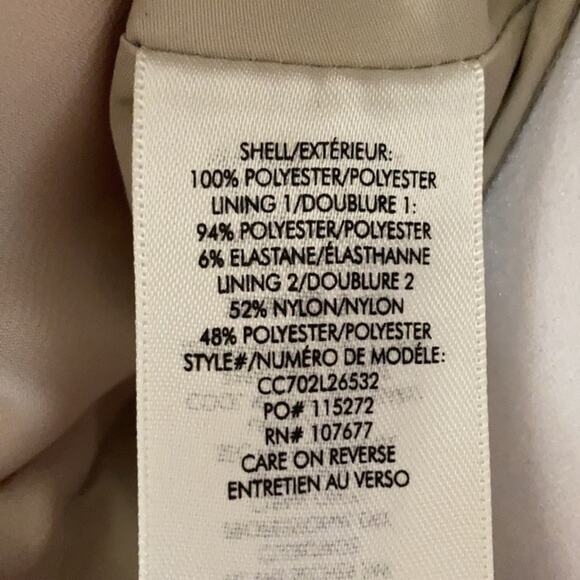 SHELL/EXTÉRIEUR:
100% POLYESTER/POLYESTER
LINING 1/DOUBLURE 1:
94% POLYESTER/POLYESTER
6% ELASTANE/ÉLASTHANNE
LINING 2/DOUBLURE 2
52% NYLON/NYLON
48% POLYESTER/POLYESTER
STYLE#/NUMÉRO DE MODÉLE:
CC702L26532
PO# 115272
RN# 107677
CARE ON REVERSE
ENTRETIEN AU VERSO